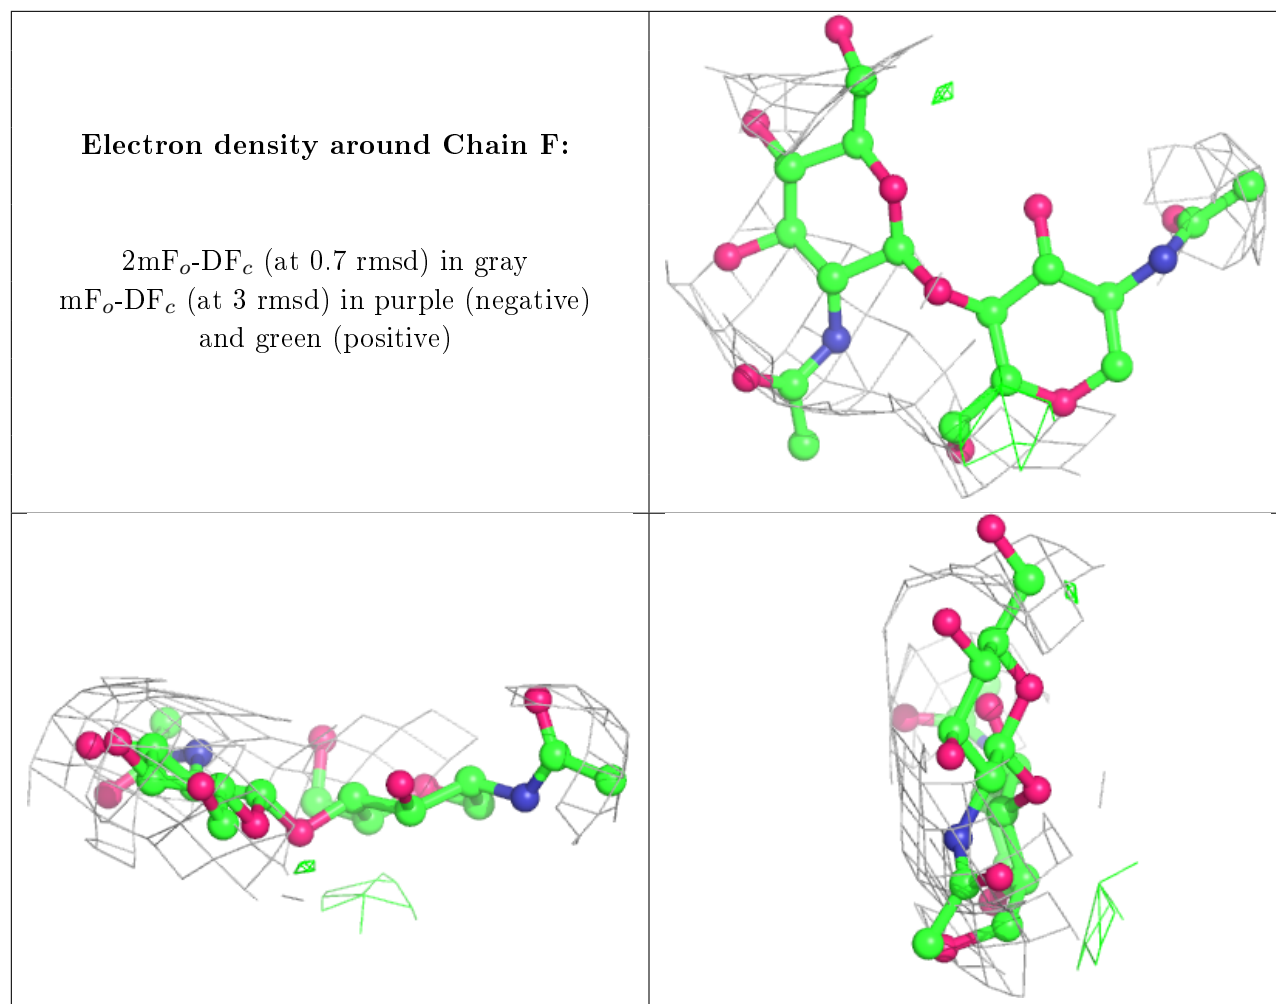 Electron density around Chain F:
2mFo-DFc (at 0.7 rmsd) in gray
mFo-DFc (at 3 rmsd) in purple (negative)
and green (positive)